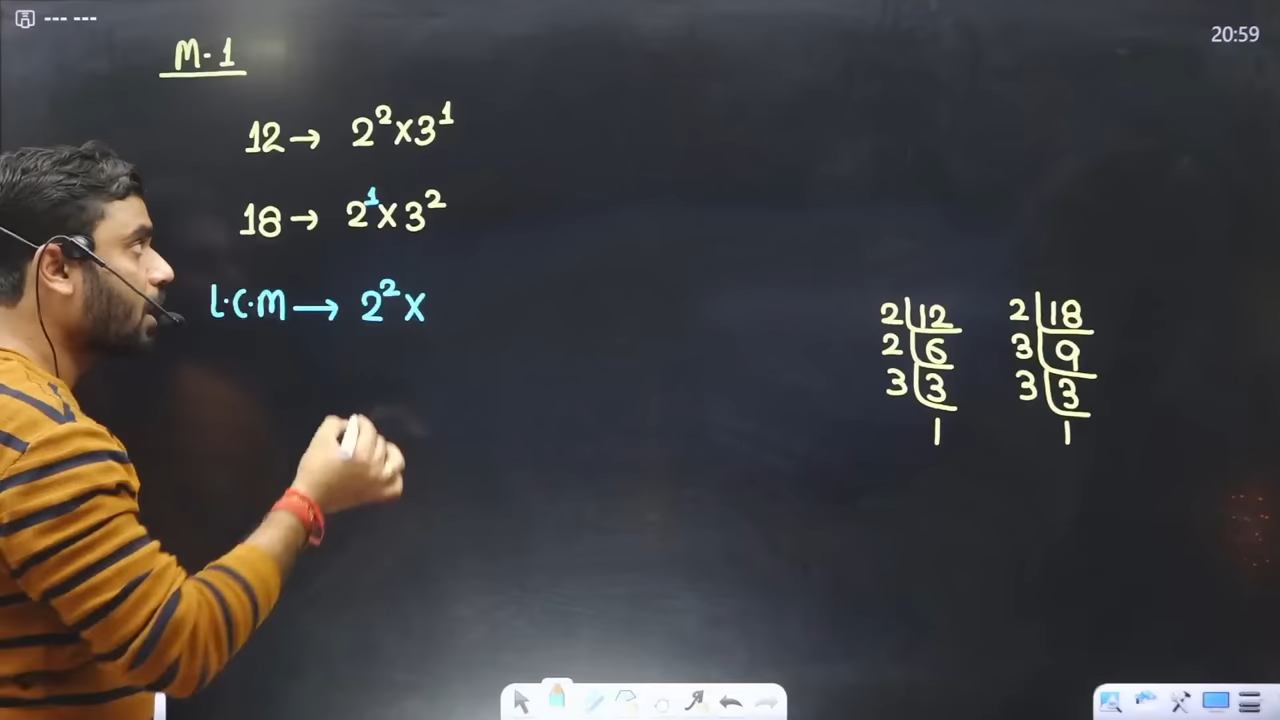 --- ---
20:59
M-1
12 → 2²×3¹
18 → 2¹×3²
L.C.M → 2²×
2|12
2|6
3|3
1
2|18
3|9
3|3
1